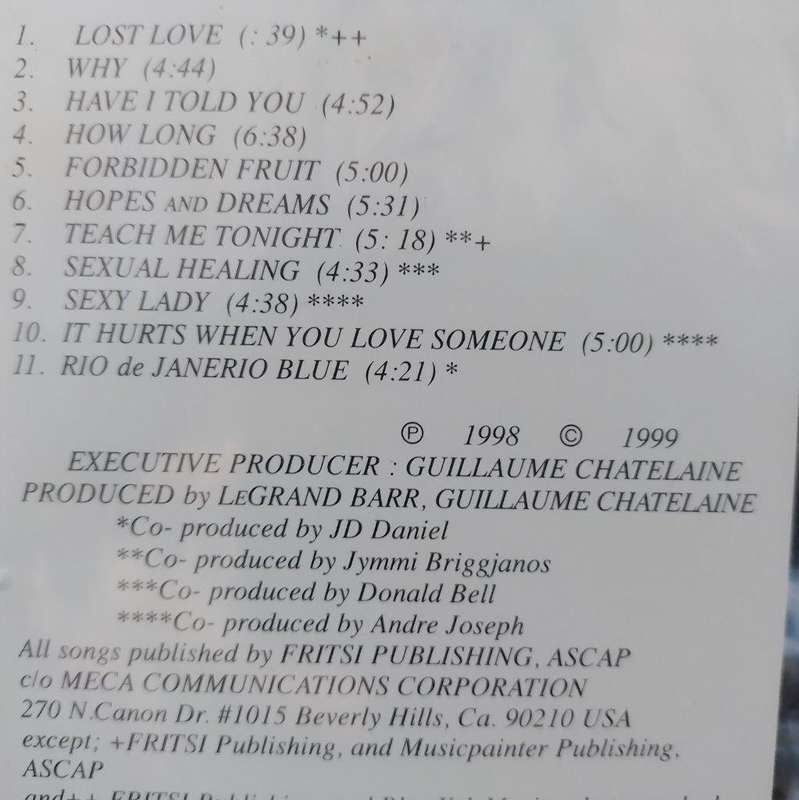 1. LOST LOVE (: 39) *++
2. WHY (4:44)
3. HAVE I TOLD YOU (4:52)
4. HOW LONG (6:38)
5. FORBIDDEN FRUIT (5:00)
6. HOPES AND DREAMS (5:31)
7. TEACH ME TONIGHT (5: 18) **+
8. SEXUAL HEALING (4:33) ***
9. SEXY LADY (4:38) ****
10. IT HURTS WHEN YOU LOVE SOMEONE (5:00) ****
11. RIO de JANERIO BLUE (4:21) *
℗ 1998 © 1999
EXECUTIVE PRODUCER : GUILLAUME CHATELAINE
PRODUCED by LEGRAND BARR, GUILLAUME CHATELAINE
*Co- produced by JD Daniel
**Co- produced by Jymmi Briggjanos
***Co- produced by Donald Bell
****Co- produced by Andre Joseph
All songs published by FRITSI PUBLISHING, ASCAP
c/o MECA COMMUNICATIONS CORPORATION
270 N.Canon Dr. #1015 Beverly Hills, Ca. 90210 USA
except; +FRITSI Publishing, and Musicpainter Publishing.
ASCAP
and++ FRITSI